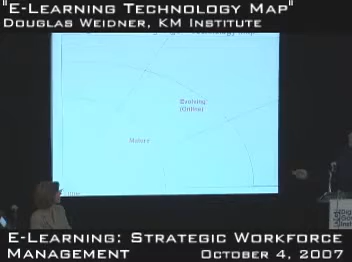 "E-Learning Technology Map"
Douglas Weidner, KM Institute
Evolving
(Online)
Mature
E-Learning: Strategic Workforce
Management October 4, 2007